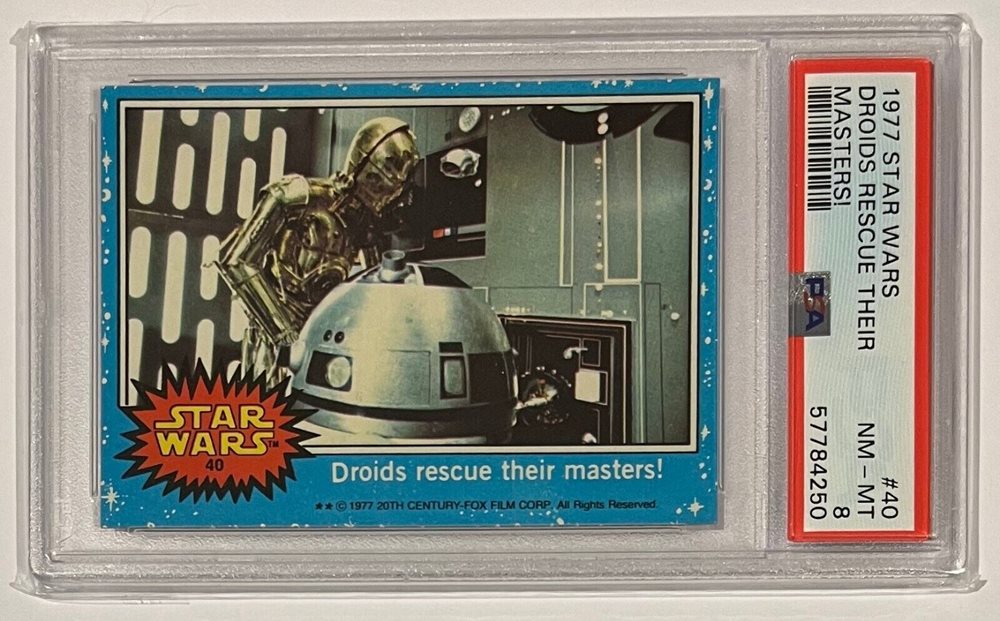 STAR
WARS™
40
Droids rescue their masters!
★★ © 1977 20TH CENTURY-FOX FILM CORP. All Rights Reserved.
1977 STAR WARS #40
DROIDS RESCUE THEIR NM - MT
MASTERS! 8
PSA
57784250